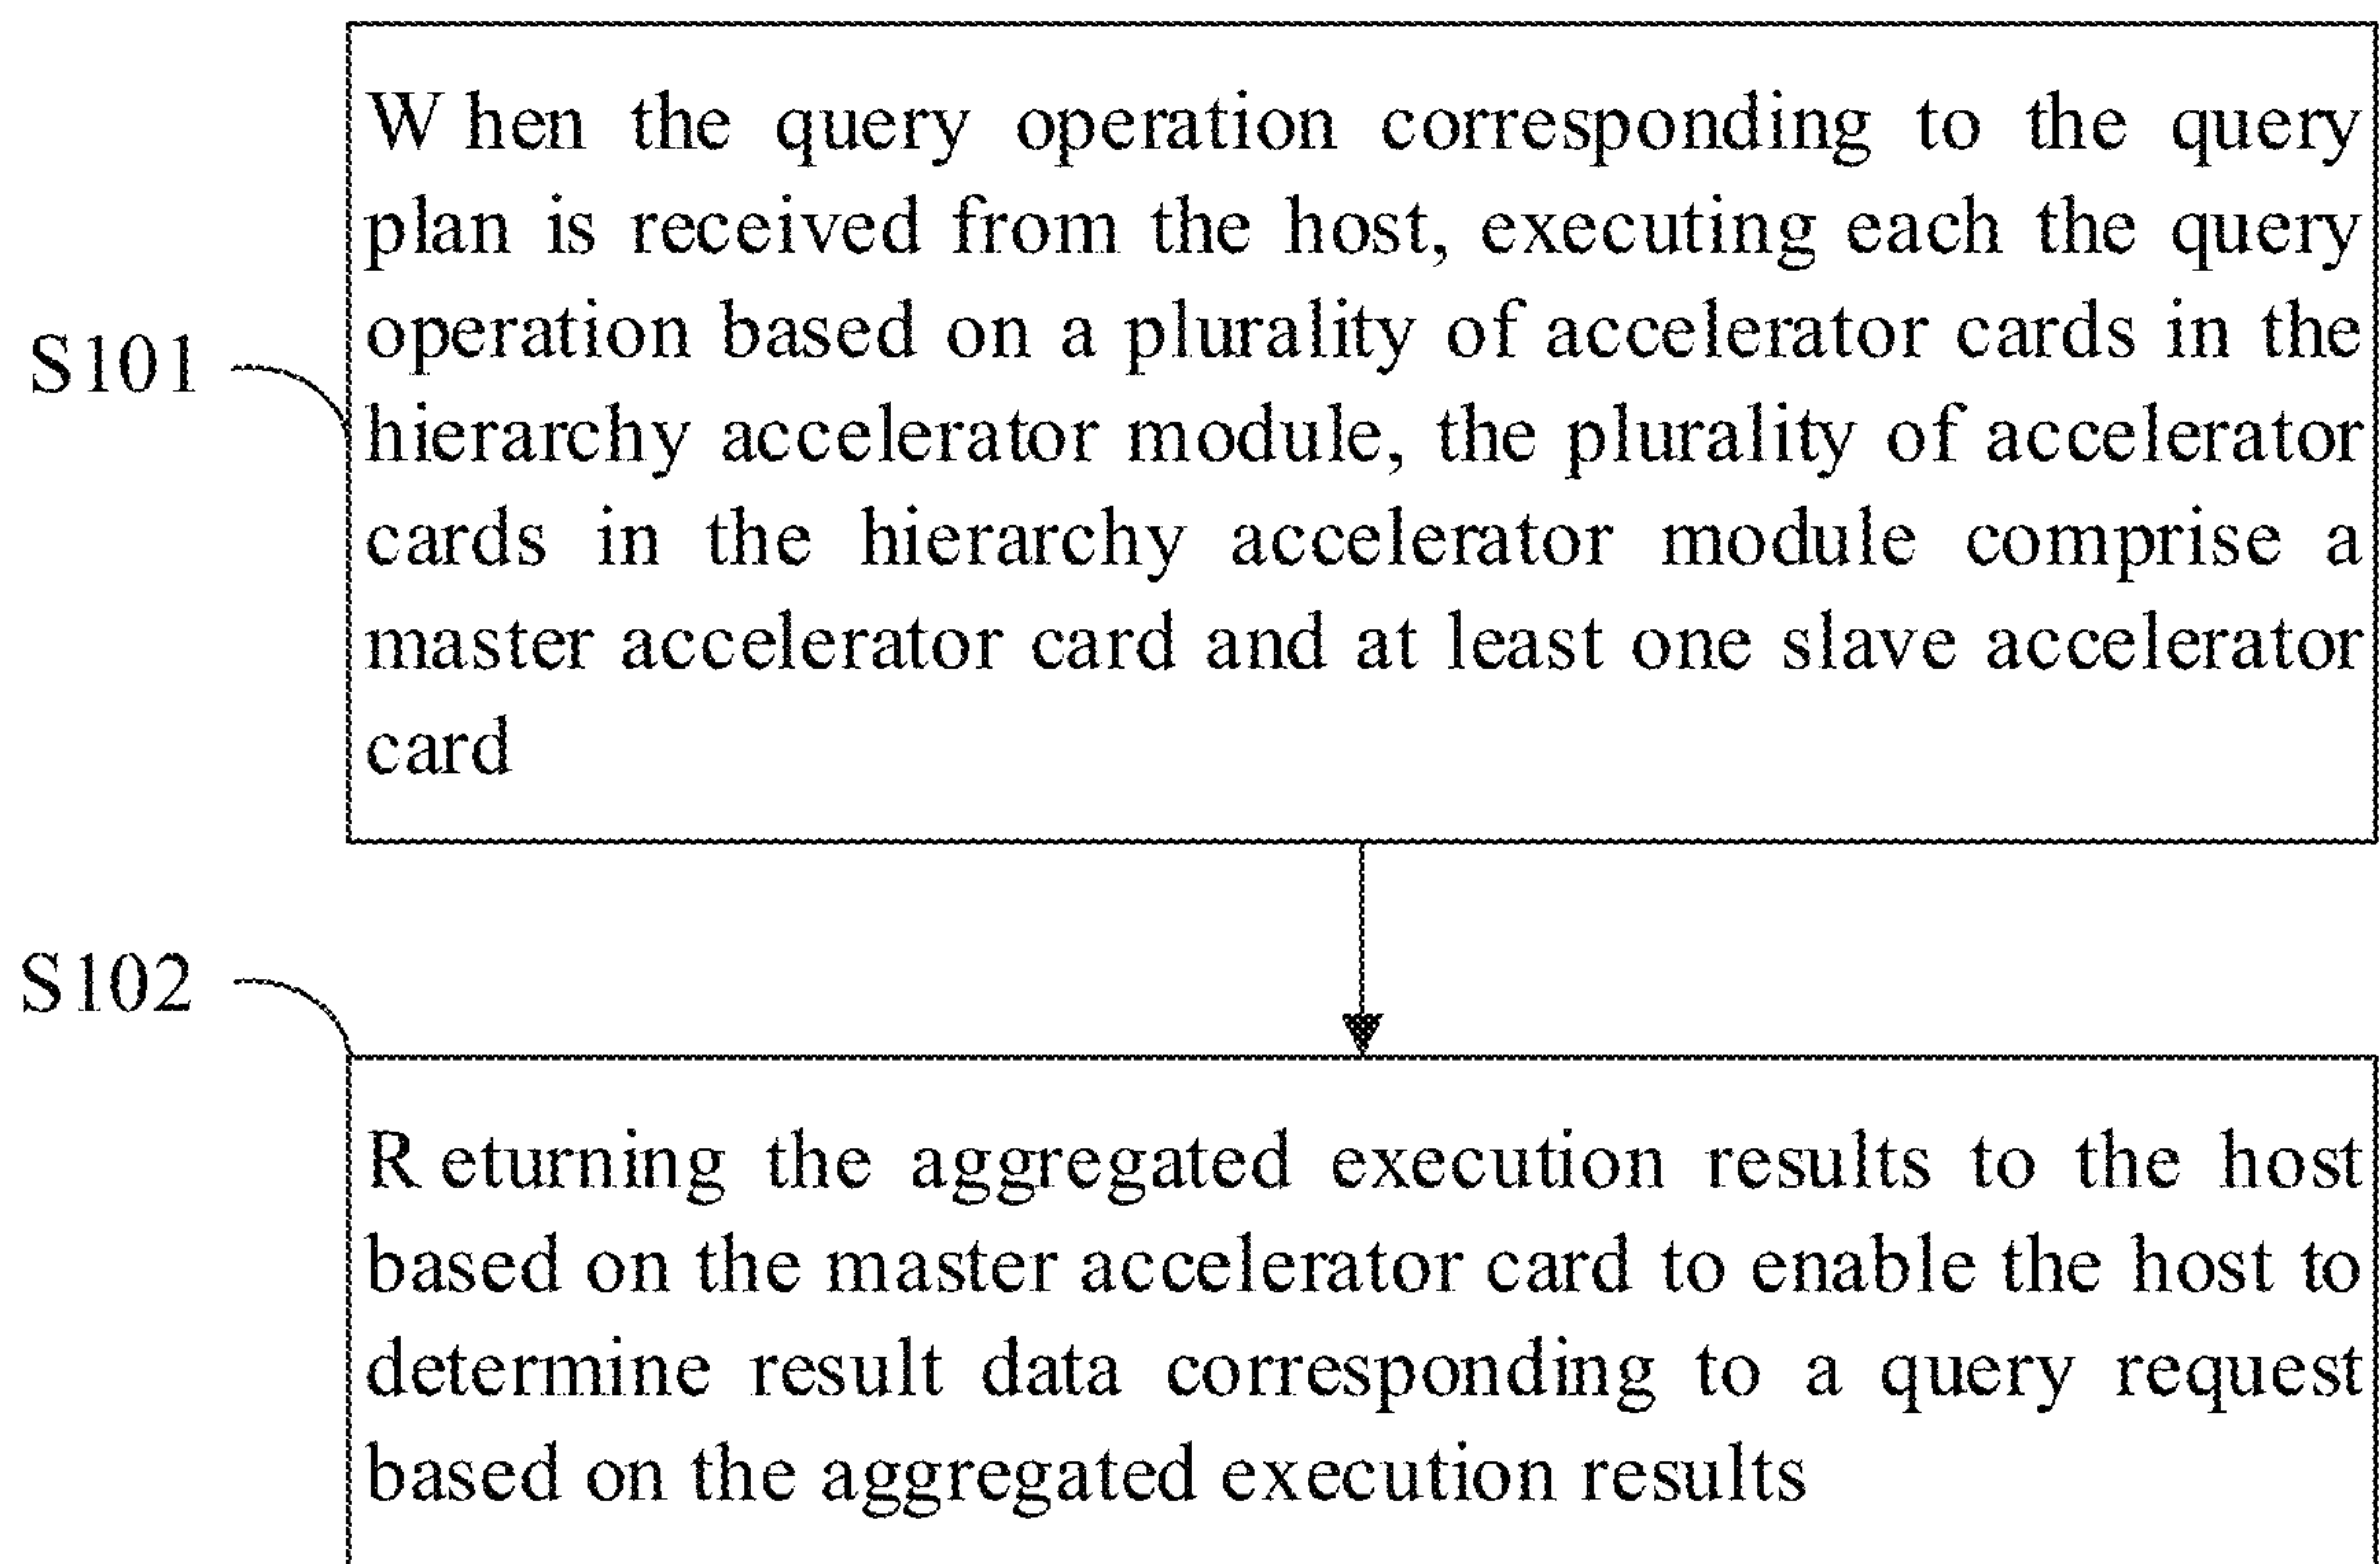 When the query operation corresponding to the query
plan is received from the host, executing each the query
operation based on a plurality of accelerator cards in the
S101
hierarchy accelerator module, the plurality of accelerator
cards in the hierarchy accelerator module comprise a
master accelerator card and at least one slave accelerator
card
S102
Returning the aggregated execution results to the host
based on the master accelerator card to enable the host to
determine result data corresponding to a query request
based on the aggregated execution results